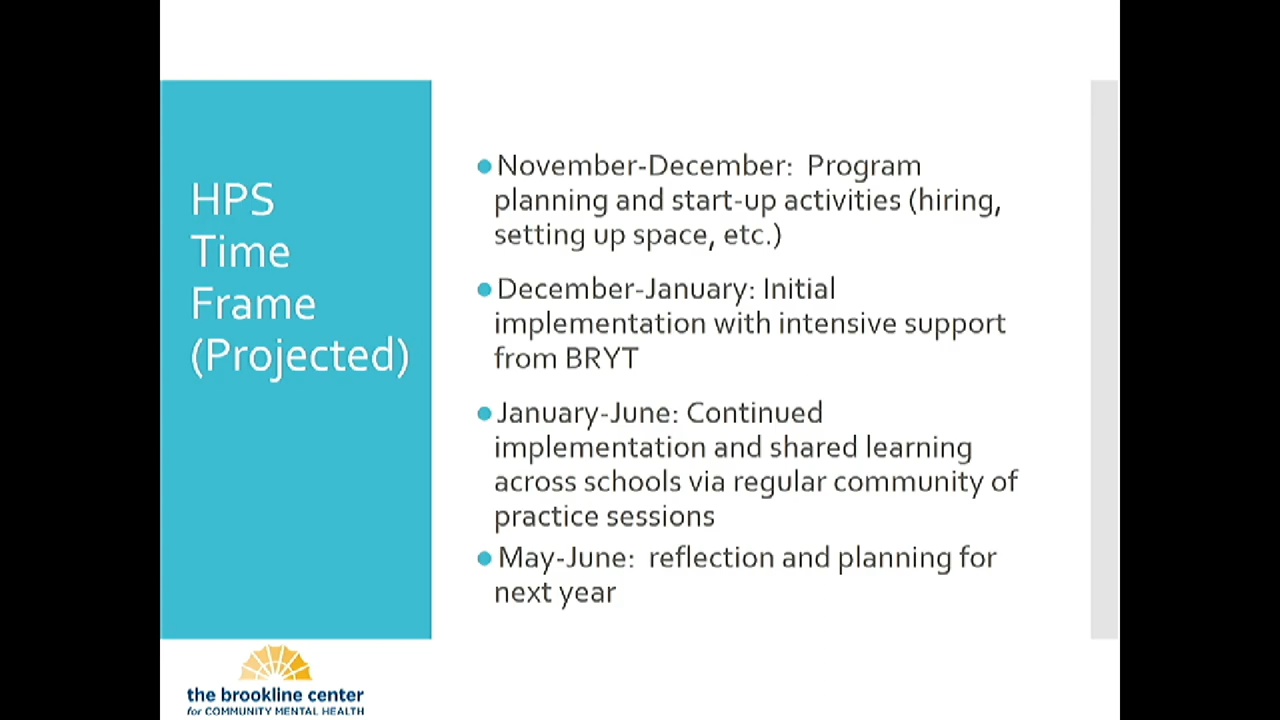 HPS
Time
Frame
(Projected)
●November-December:  Program
planning and start-up activities (hiring,
setting up space, etc.)
●December-January: Initial
implementation with intensive support
from BRYT
●January-June: Continued
implementation and shared learning
across schools via regular community of
practice sessions
●May-June:  reflection and planning for
next year
the brookline center
for COMMUNITY MENTAL HEALTH